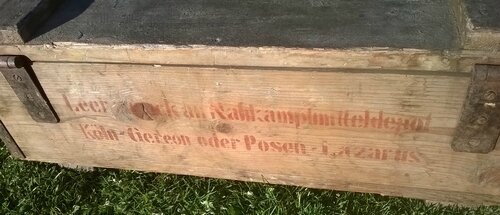 Leer zurück an Nahkampfmitteldepot
Köln-Gereon oder Posen-Lazarus